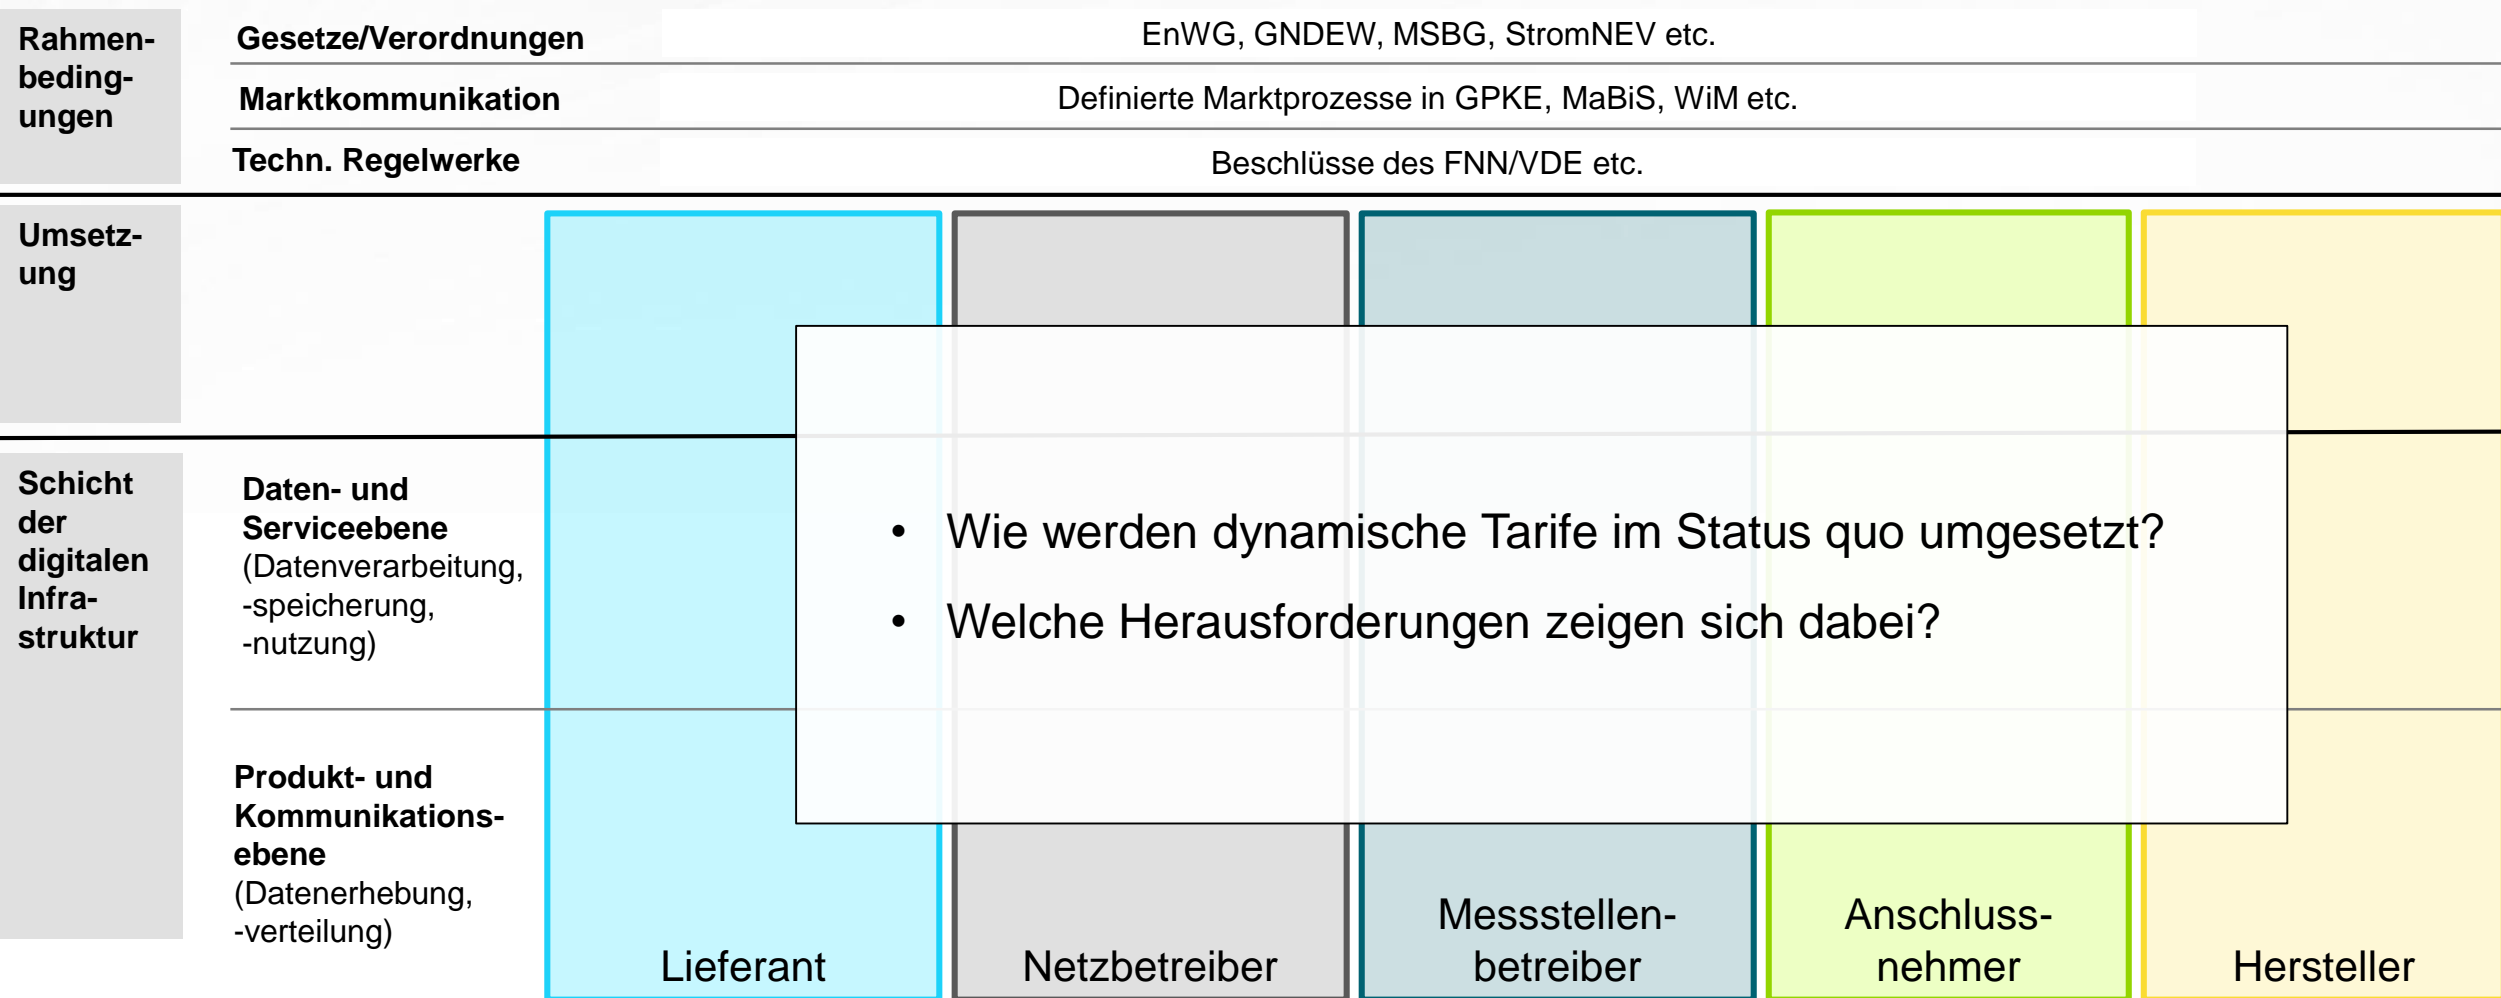 Rahmen-
beding-
ungen
Gesetze/Verordnungen
EnWG, GNDEW, MSBG, StromNEV etc.
Marktkommunikation
Definierte Marktprozesse in GPKE, MaBiS, WiM etc.
Techn. Regelwerke
Beschlüsse des FNN/VDE etc.
Umsetz-
ung
Schicht
der
digitalen
Infra-
struktur
Daten- und
Serviceebene
(Datenverarbeitung,
-speicherung,
-nutzung)
• Wie werden dynamische Tarife im Status quo umgesetzt?
• Welche Herausforderungen zeigen sich dabei?
Produkt- und
Kommunikations-
ebene
(Datenerhebung,
-verteilung)
Lieferant
Netzbetreiber
Messstellen-
betreiber
Anschluss-
nehmer
Hersteller